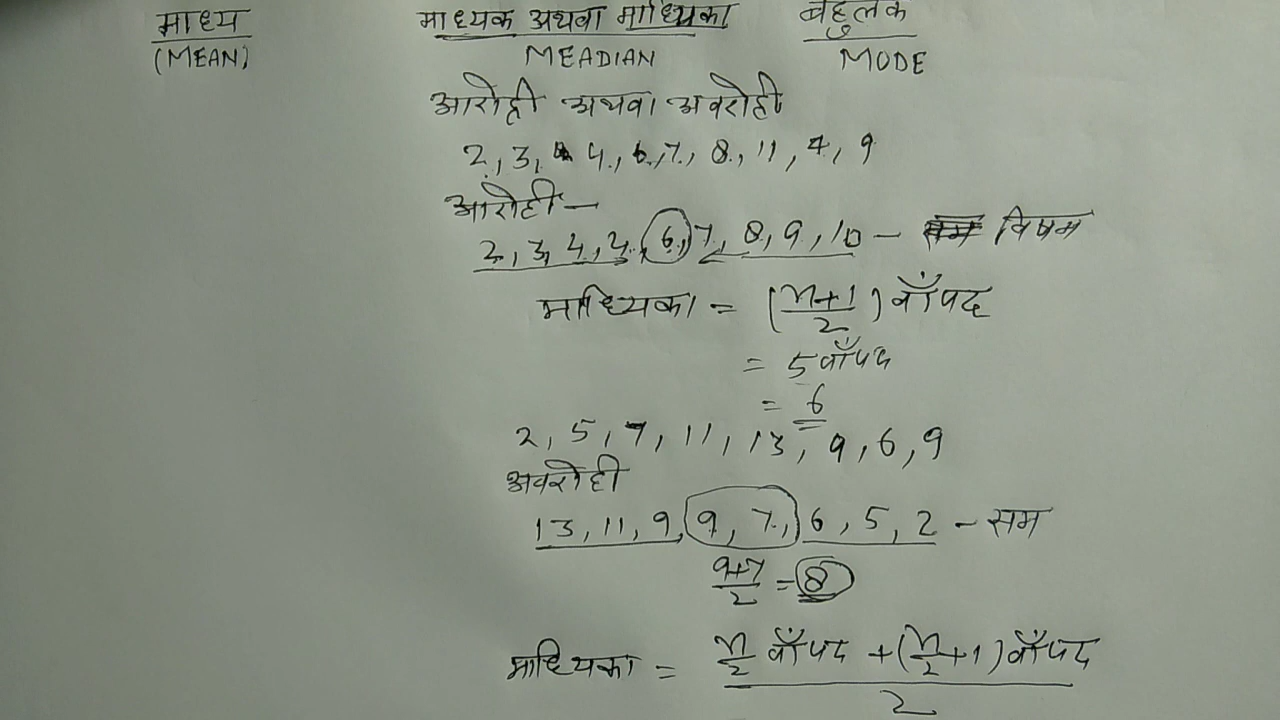 माध्य
(MEAN)
माध्यक अथवा माध्यिका
MEADIAN
बहुलक
MODE
आरोही अथवा अवरोही
2, 3, 4, 6, 7, 8, 11, 4, 9
आरोही —
2, 3, 4, 4, 6, 7, 8, 9, 10 — विषम
माध्यिका = (n+1/2) वाँ पद
= 5 वाँ पद
= 6
2, 5, 7, 11, 13, 9, 6, 9
अवरोही
13, 11, 9, 9, 7, 6, 5, 2 - सम
9+7/2 = 8
माध्यिका = n/2 वाँ पद + (n/2+1) वाँ पद / 2